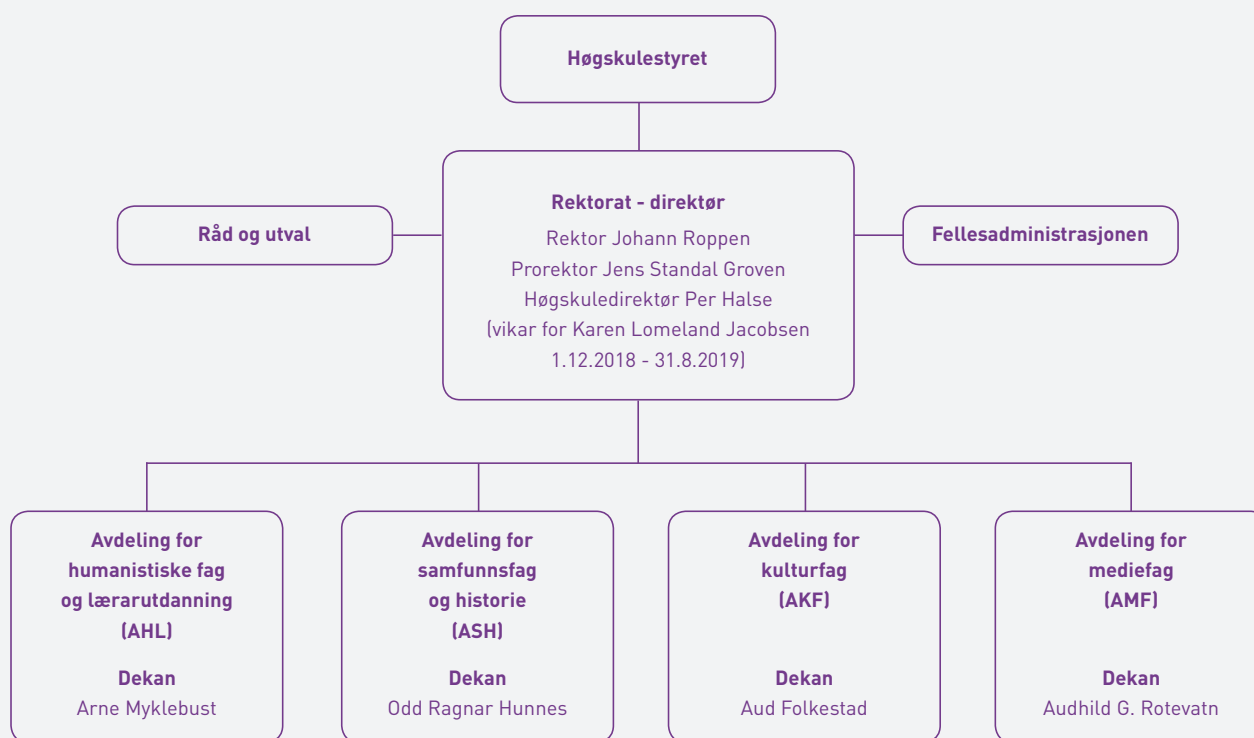 Høgskulestyret
Råd og utval
Rektorat - direktør
Rektor Johann Roppen
Prorektor Jens Standal Groven
Høgskuledirektør Per Halse
(vikar for Karen Lomeland Jacobsen
1.12.2018 - 31.8.2019)
Fellesadministrasjonen
Avdeling for
humanistiske fag
og lærarutdanning
(AHL)
Dekan
Arne Myklebust
Avdeling for
samfunnsfag
og historie
(ASH)
Dekan
Odd Ragnar Hunnes
Avdeling for
kulturfag
(AKF)
Dekan
Aud Folkestad
Avdeling for
mediefag
(AMF)
Dekan
Audhild G. Rotevatn